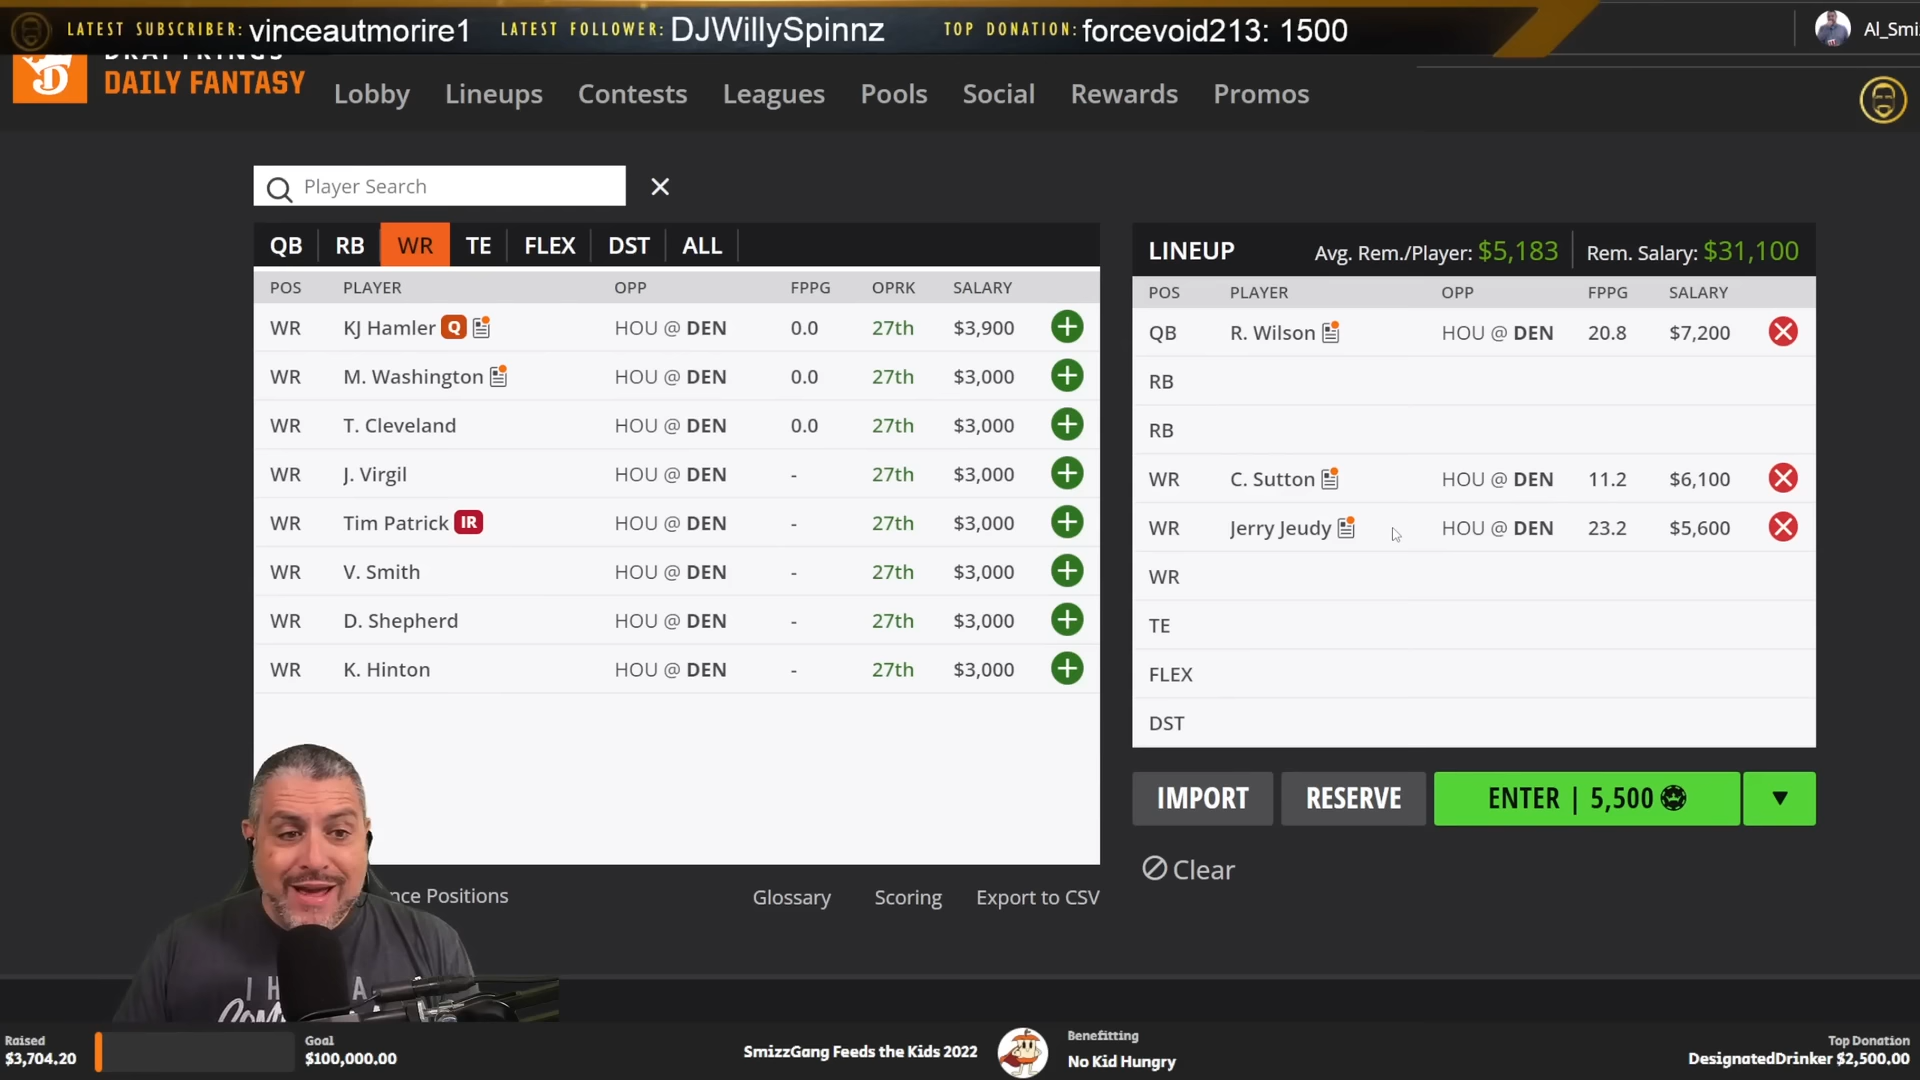 LATEST SUBSCRIBER: vinceautmorire1 LATEST FOLLOWER: DJWillySpinnz TOP DONATION: forcevoid213: 1500
Al_Smi
DAILY FANTASY Lobby Lineups Contests Leagues Pools Social Rewards Promos
Player Search
QB RB WR TE FLEX DST ALL
POS PLAYER OPP FPPG OPRK SALARY
WR KJ Hamler Q HOU @ DEN 0.0 27th $3,900
WR M. Washington HOU @ DEN 0.0 27th $3,000
WR T. Cleveland HOU @ DEN 0.0 27th $3,000
WR J. Virgil HOU @ DEN - 27th $3,000
WR Tim Patrick IR HOU @ DEN - 27th $3,000
WR V. Smith HOU @ DEN - 27th $3,000
WR D. Shepherd HOU @ DEN - 27th $3,000
WR K. Hinton HOU @ DEN - 27th $3,000
nce Positions Glossary Scoring Export to CSV
LINEUP Avg. Rem./Player: $5,183 Rem. Salary: $31,100
POS PLAYER OPP FPPG SALARY
QB R. Wilson HOU @ DEN 20.8 $7,200
RB
RB
WR C. Sutton HOU @ DEN 11.2 $6,100
WR Jerry Jeudy HOU @ DEN 23.2 $5,600
WR
TE
FLEX
DST
IMPORT RESERVE ENTER | 5,500
Clear
Raised
$3,704.20
Goal
$100,000.00
SmizzGang Feeds the Kids 2022
Benefitting
No Kid Hungry
Top Donation
DesignatedDrinker $2,500.00